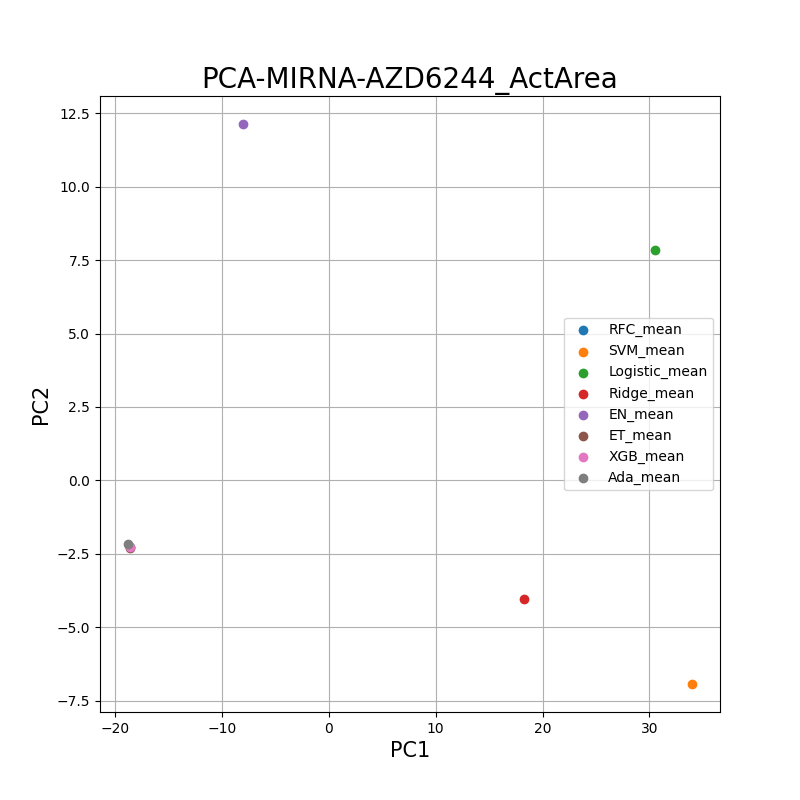 PCA-MIRNA-AZD6244_ActArea
12.5
10.0
7.5
5.0
2.5
0.0
−2.5
−5.0
−7.5
PC2
RFC_mean
SVM_mean
Logistic_mean
Ridge_mean
EN_mean
ET_mean
XGB_mean
Ada_mean
−20 −10 0 10 20 30
PC1